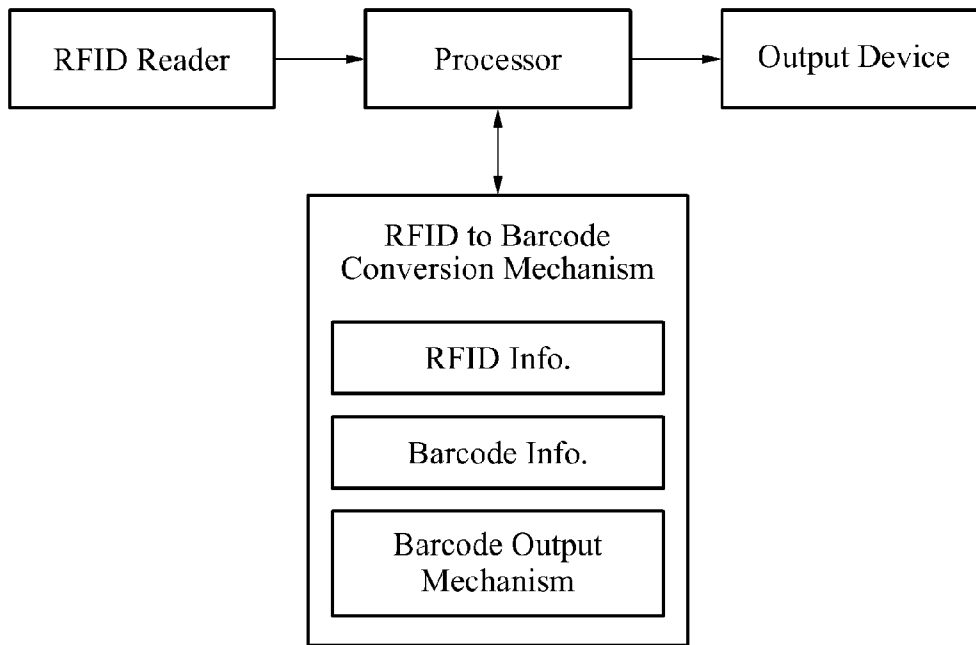 RFID Reader
Processor
Output Device
RFID to Barcode
Conversion Mechanism
RFID Info.
Barcode Info.
Barcode Output
Mechanism